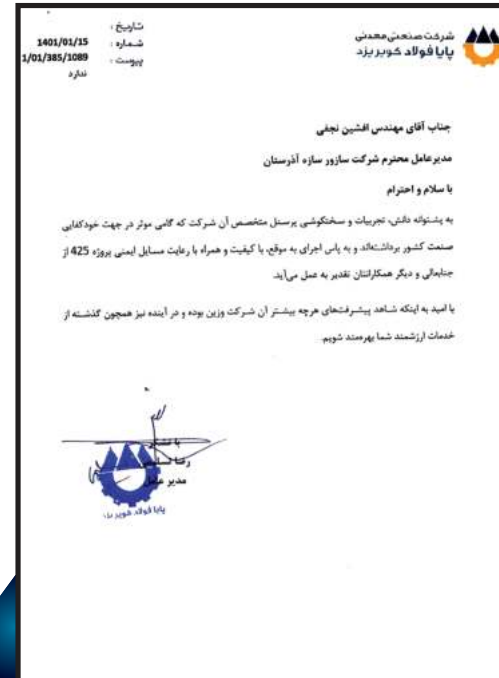 شرکت صنعتی معدنی
پایا فولاد کویر یزد
تاریخ : 1401/01/15
شماره : 1/01/385/1089
پیوست : ندارد
جناب آقای مهندس افشین نجفی
مدیرعامل محترم شرکت سازور سازه آذرستان
با سلام و احترام
به پشتوانه دانش، تجربیات و سختکوشی پرسنل متخصص آن شرکت که گامی موثر در جهت خودکفایی
صنعت کشور برداشته‌اند و به پاس اجرای به موقع، با کیفیت و همراه با رعایت مسایل ایمنی پروژه 425 از
جنابعالی و دیگر همکارانتان تقدیر به عمل می‌آید.
با امید به اینکه شاهد پیشرفت‌های هرچه بیشتر آن شرکت وزین بوده و در آینده نیز همچون گذشته از
خدمات ارزشمند شما بهره‌مند شویم.
با تشکر
رضا
مدیر عامل
پایا فولاد کویر یزد